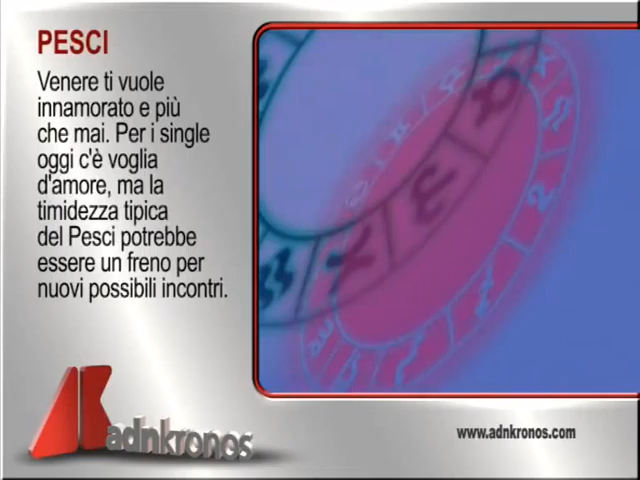 PESCI
Venere ti vuole
innamorato e più
che mai. Per i single
oggi c'è voglia
d'amore, ma la
timidezza tipica
del Pesci potrebbe
essere un freno per
nuovi possibili incontri.
adnkronos
www.adnkronos.com